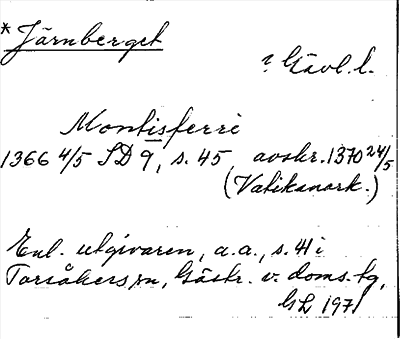 * Järnberget
? Gävl. l.
Montisferri
1366 4/5 SD 9, s. 45, avskr. 1370 24/5
(Vatikanark.)
Enl. utgivaren, a.a., s. 41 i
Torsåkers sn, Gästr. v. doms. tg,
GL 1971